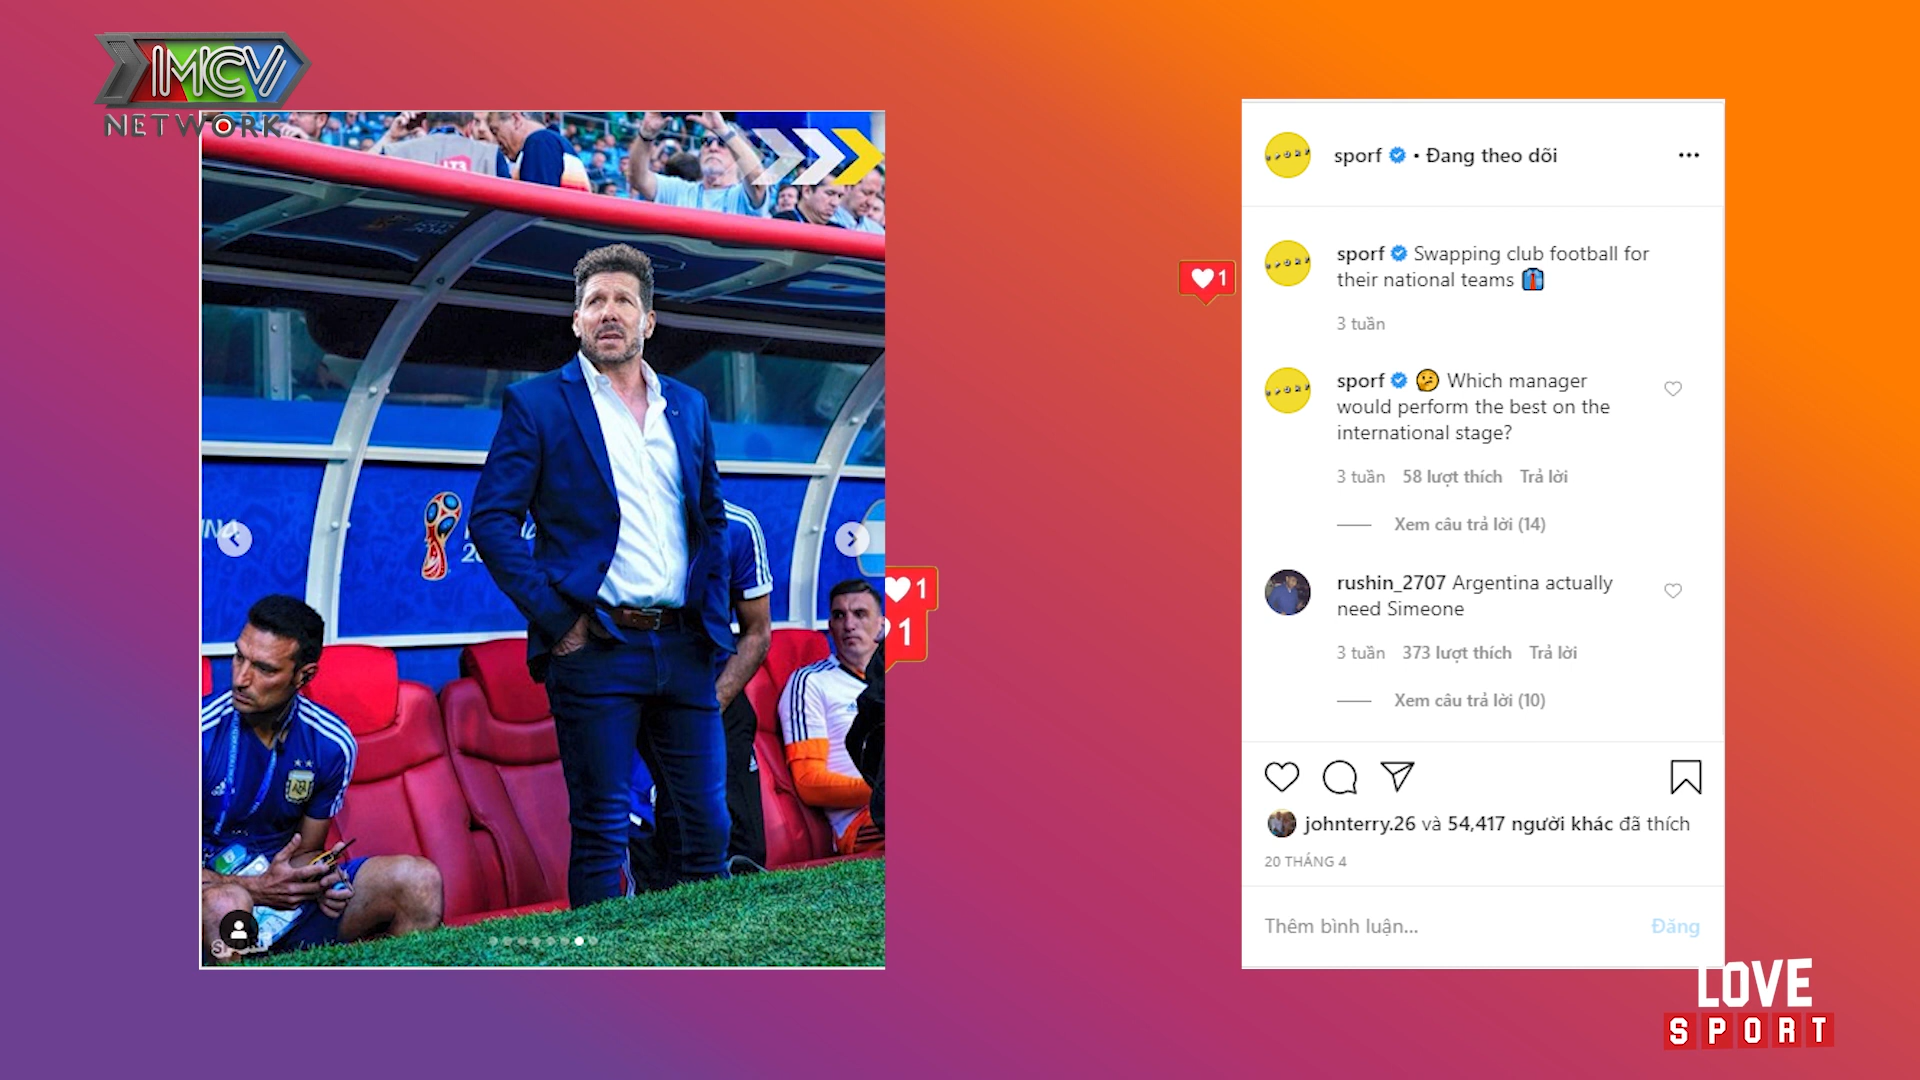 MCV
NETWORK
sporf • Đang theo dõi
sporf Swapping club football for
their national teams
3 tuần
sporf Which manager
would perform the best on the
international stage?
3 tuần 58 lượt thích Trả lời
Xem câu trả lời (14)
rushin_2707 Argentina actually
need Simeone
3 tuần 373 lượt thích Trả lời
Xem câu trả lời (10)
johnterry.26 và 54,417 người khác đã thích
20 THÁNG 4
Thêm bình luận... Đăng
1
1
1
AFA
LOVE
SPORT